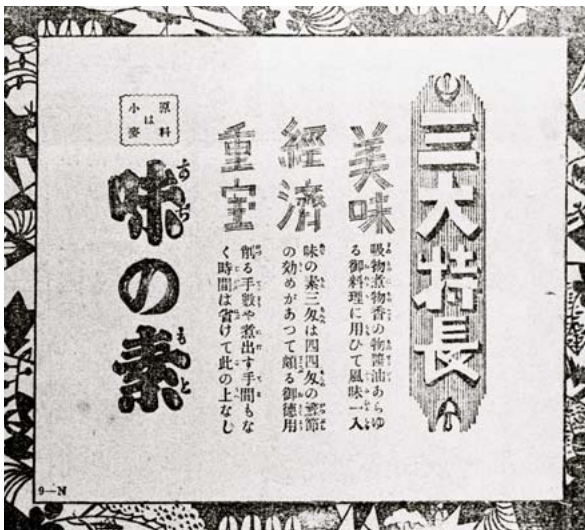 三大特長
美味
吸物煮物香の物醤油あらゆ
る御料理に用ひて風味一入
經濟
味の素三匁は四四匁の鰹節
の効めがあつて頗る御徳用
重宝
削る手數や煮出す手間もな
く時間は省けて此の上なし
原料
は
小麥
味の素
9—N